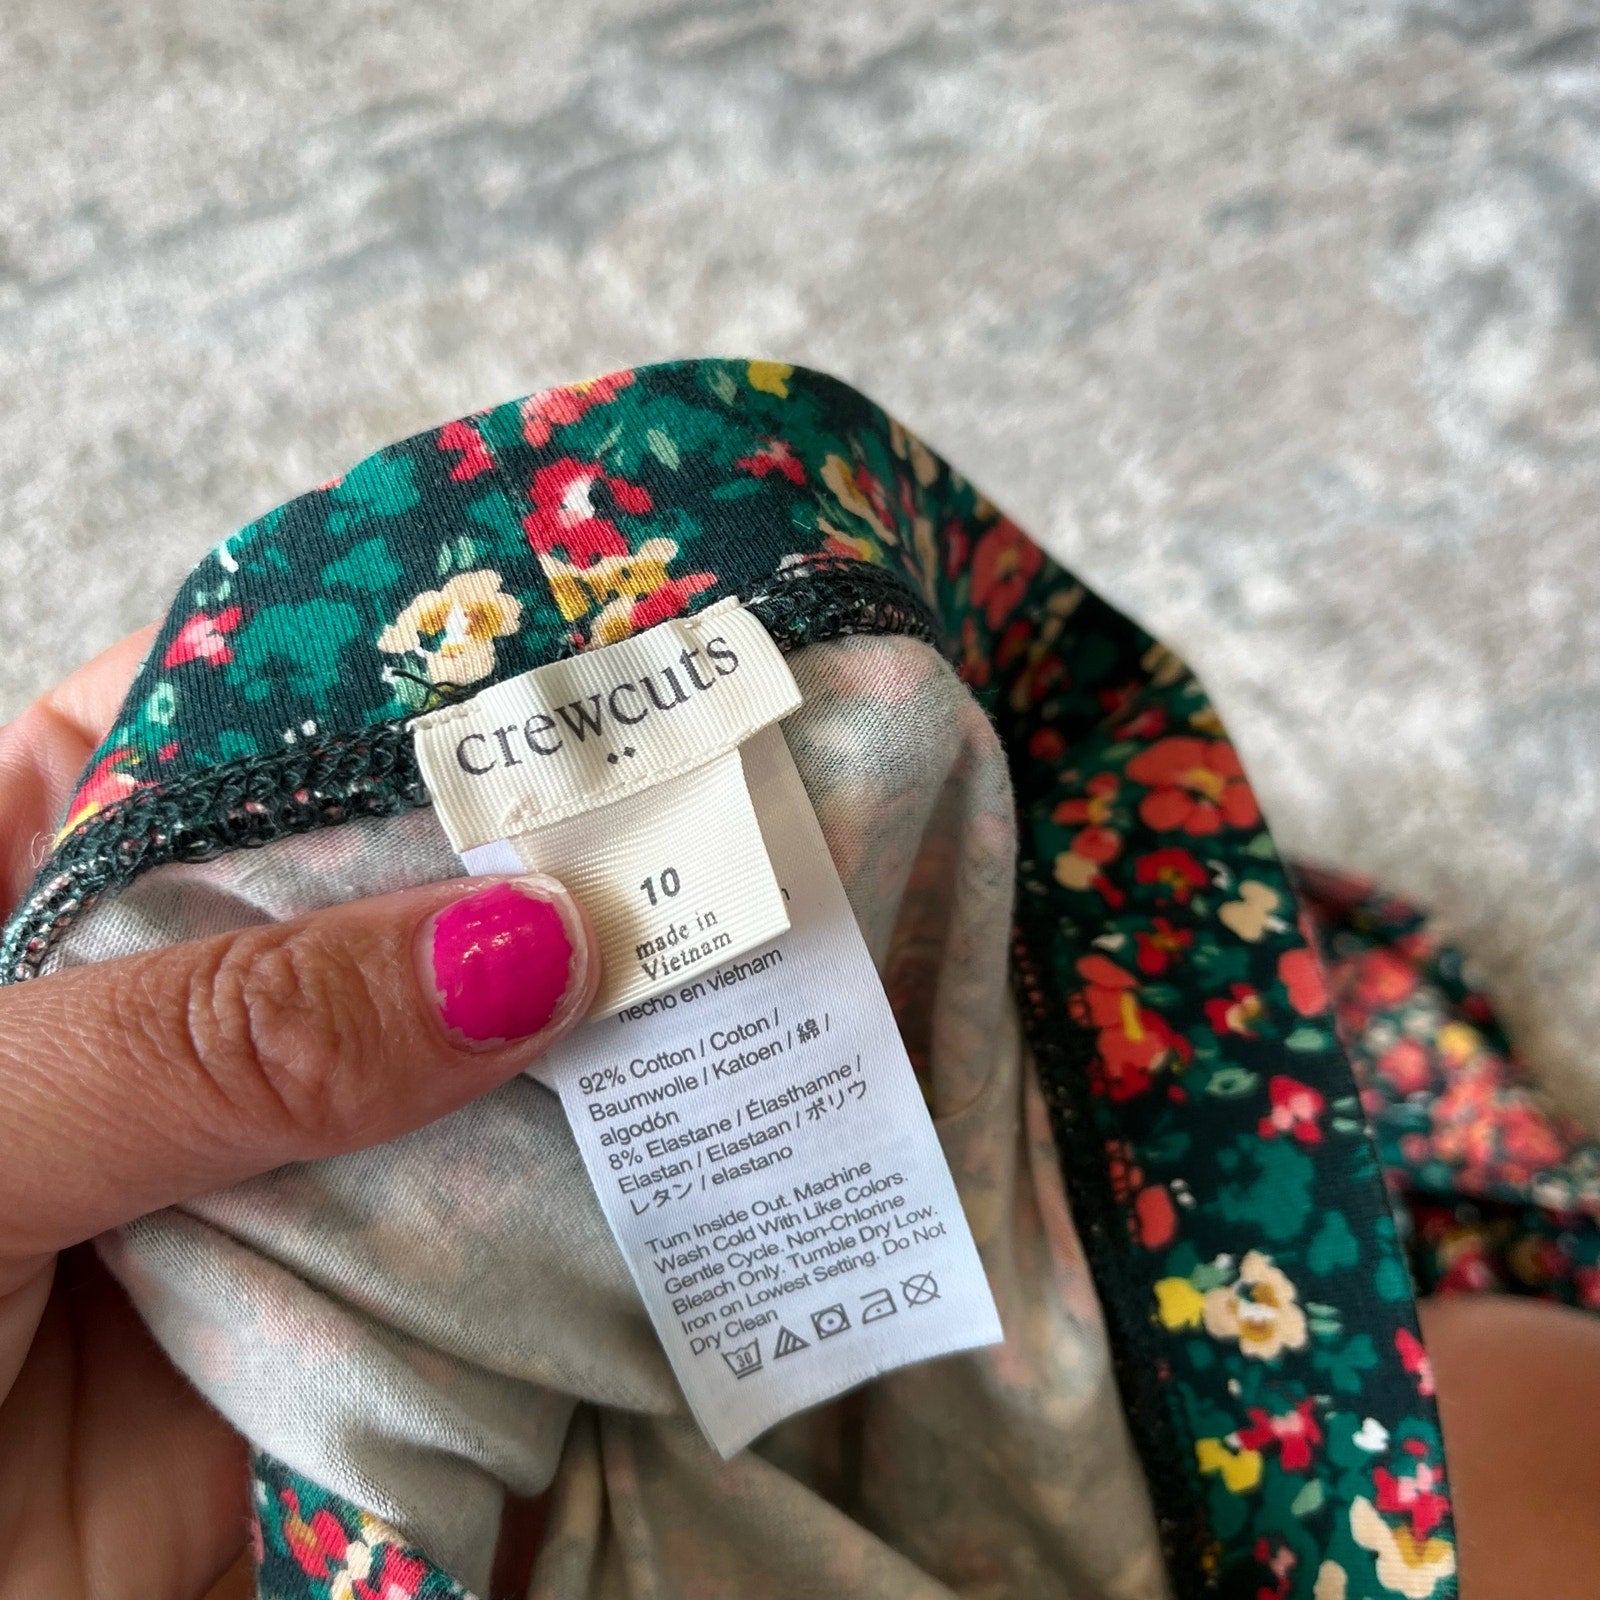 crewcuts
10
made in
Vietnam
hecho en vietnam
92% Cotton / Coton /
Baumwolle / Katoen / 綿 /
algodón
8% Elastane / Élasthanne /
Elastan / Elastaan / ポリウ
レタン / elastano
Turn Inside Out. Machine
Wash Cold With Like Colors.
Gentle Cycle. Non-Chlorine
Bleach Only. Tumble Dry Low.
Iron on Lowest Setting. Do Not
Dry Clean
30